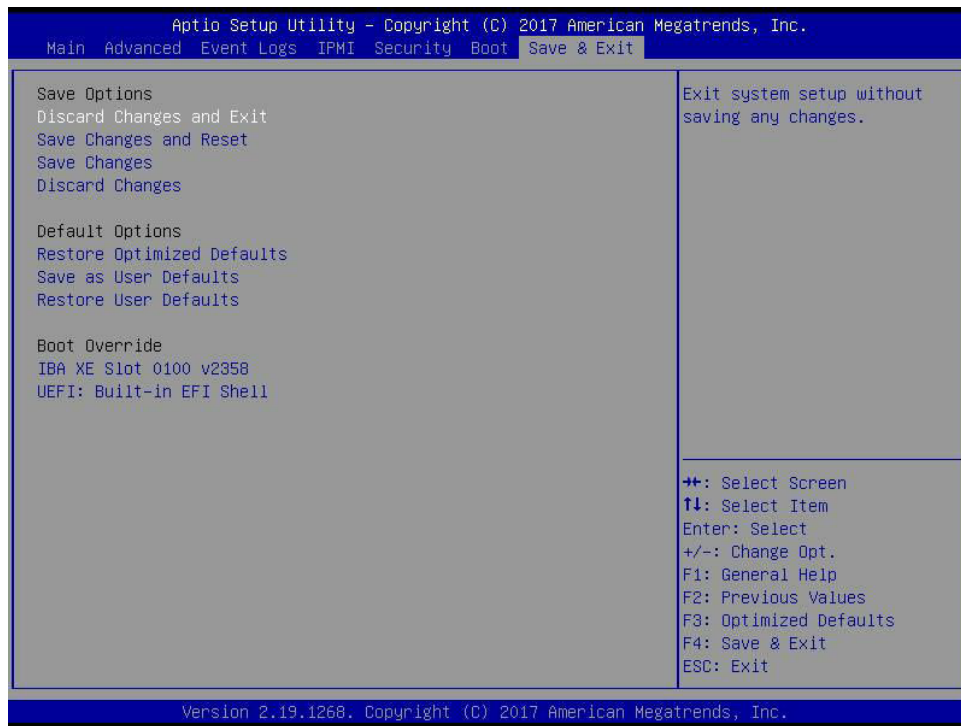 Aptio Setup Utility – Copyright (C) 2017 American Megatrends, Inc.
Main Advanced Event Logs IPMI Security Boot Save & Exit
Save Options
Discard Changes and Exit
Save Changes and Reset
Save Changes
Discard Changes
Default Options
Restore Optimized Defaults
Save as User Defaults
Restore User Defaults
Boot Override
IBA XE Slot 0100 v2358
UEFI: Built-in EFI Shell
Exit system setup without
saving any changes.
→←: Select Screen
↑↓: Select Item
Enter: Select
+/-: Change Opt.
F1: General Help
F2: Previous Values
F3: Optimized Defaults
F4: Save & Exit
ESC: Exit
Version 2.19.1268. Copyright (C) 2017 American Megatrends, Inc.